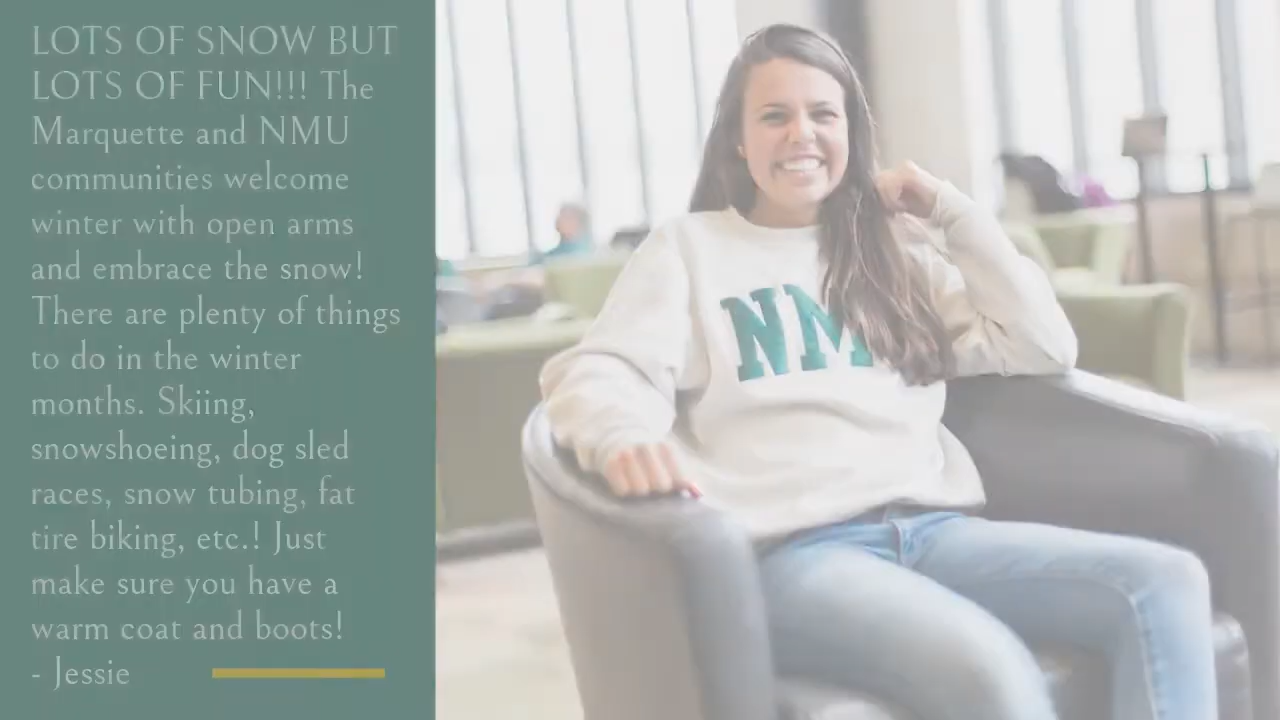 LOTS OF SNOW BUT
LOTS OF FUN!!! The
Marquette and NMU
communities welcome
winter with open arms
and embrace the snow!
There are plenty of things
to do in the winter
months. Skiing,
snowshoeing, dog sled
races, snow tubing, fat
tire biking, etc.! Just
make sure you have a
warm coat and boots!
- Jessie
NM